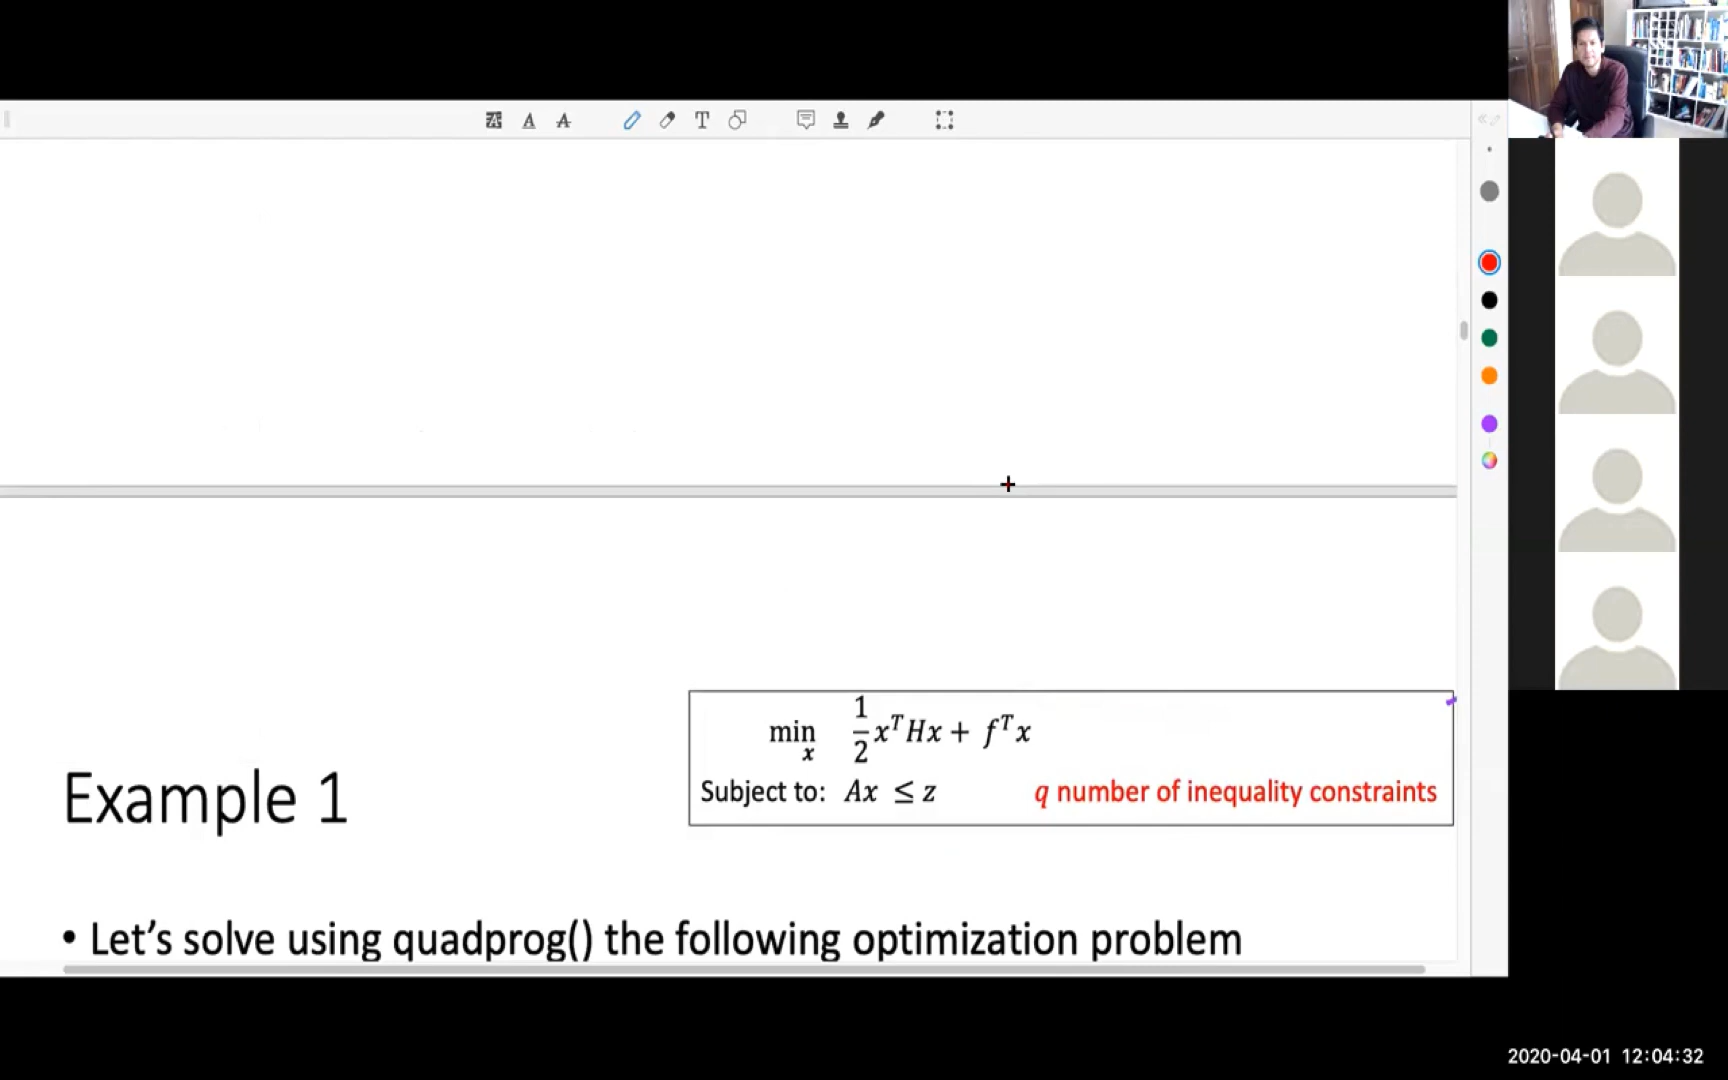 min 1/2 x^T Hx + f^T x
x
Subject to: Ax ≤ z q number of inequality constraints
Example 1
• Let's solve using quadprog() the following optimization problem
2020-04-01 12:04:32